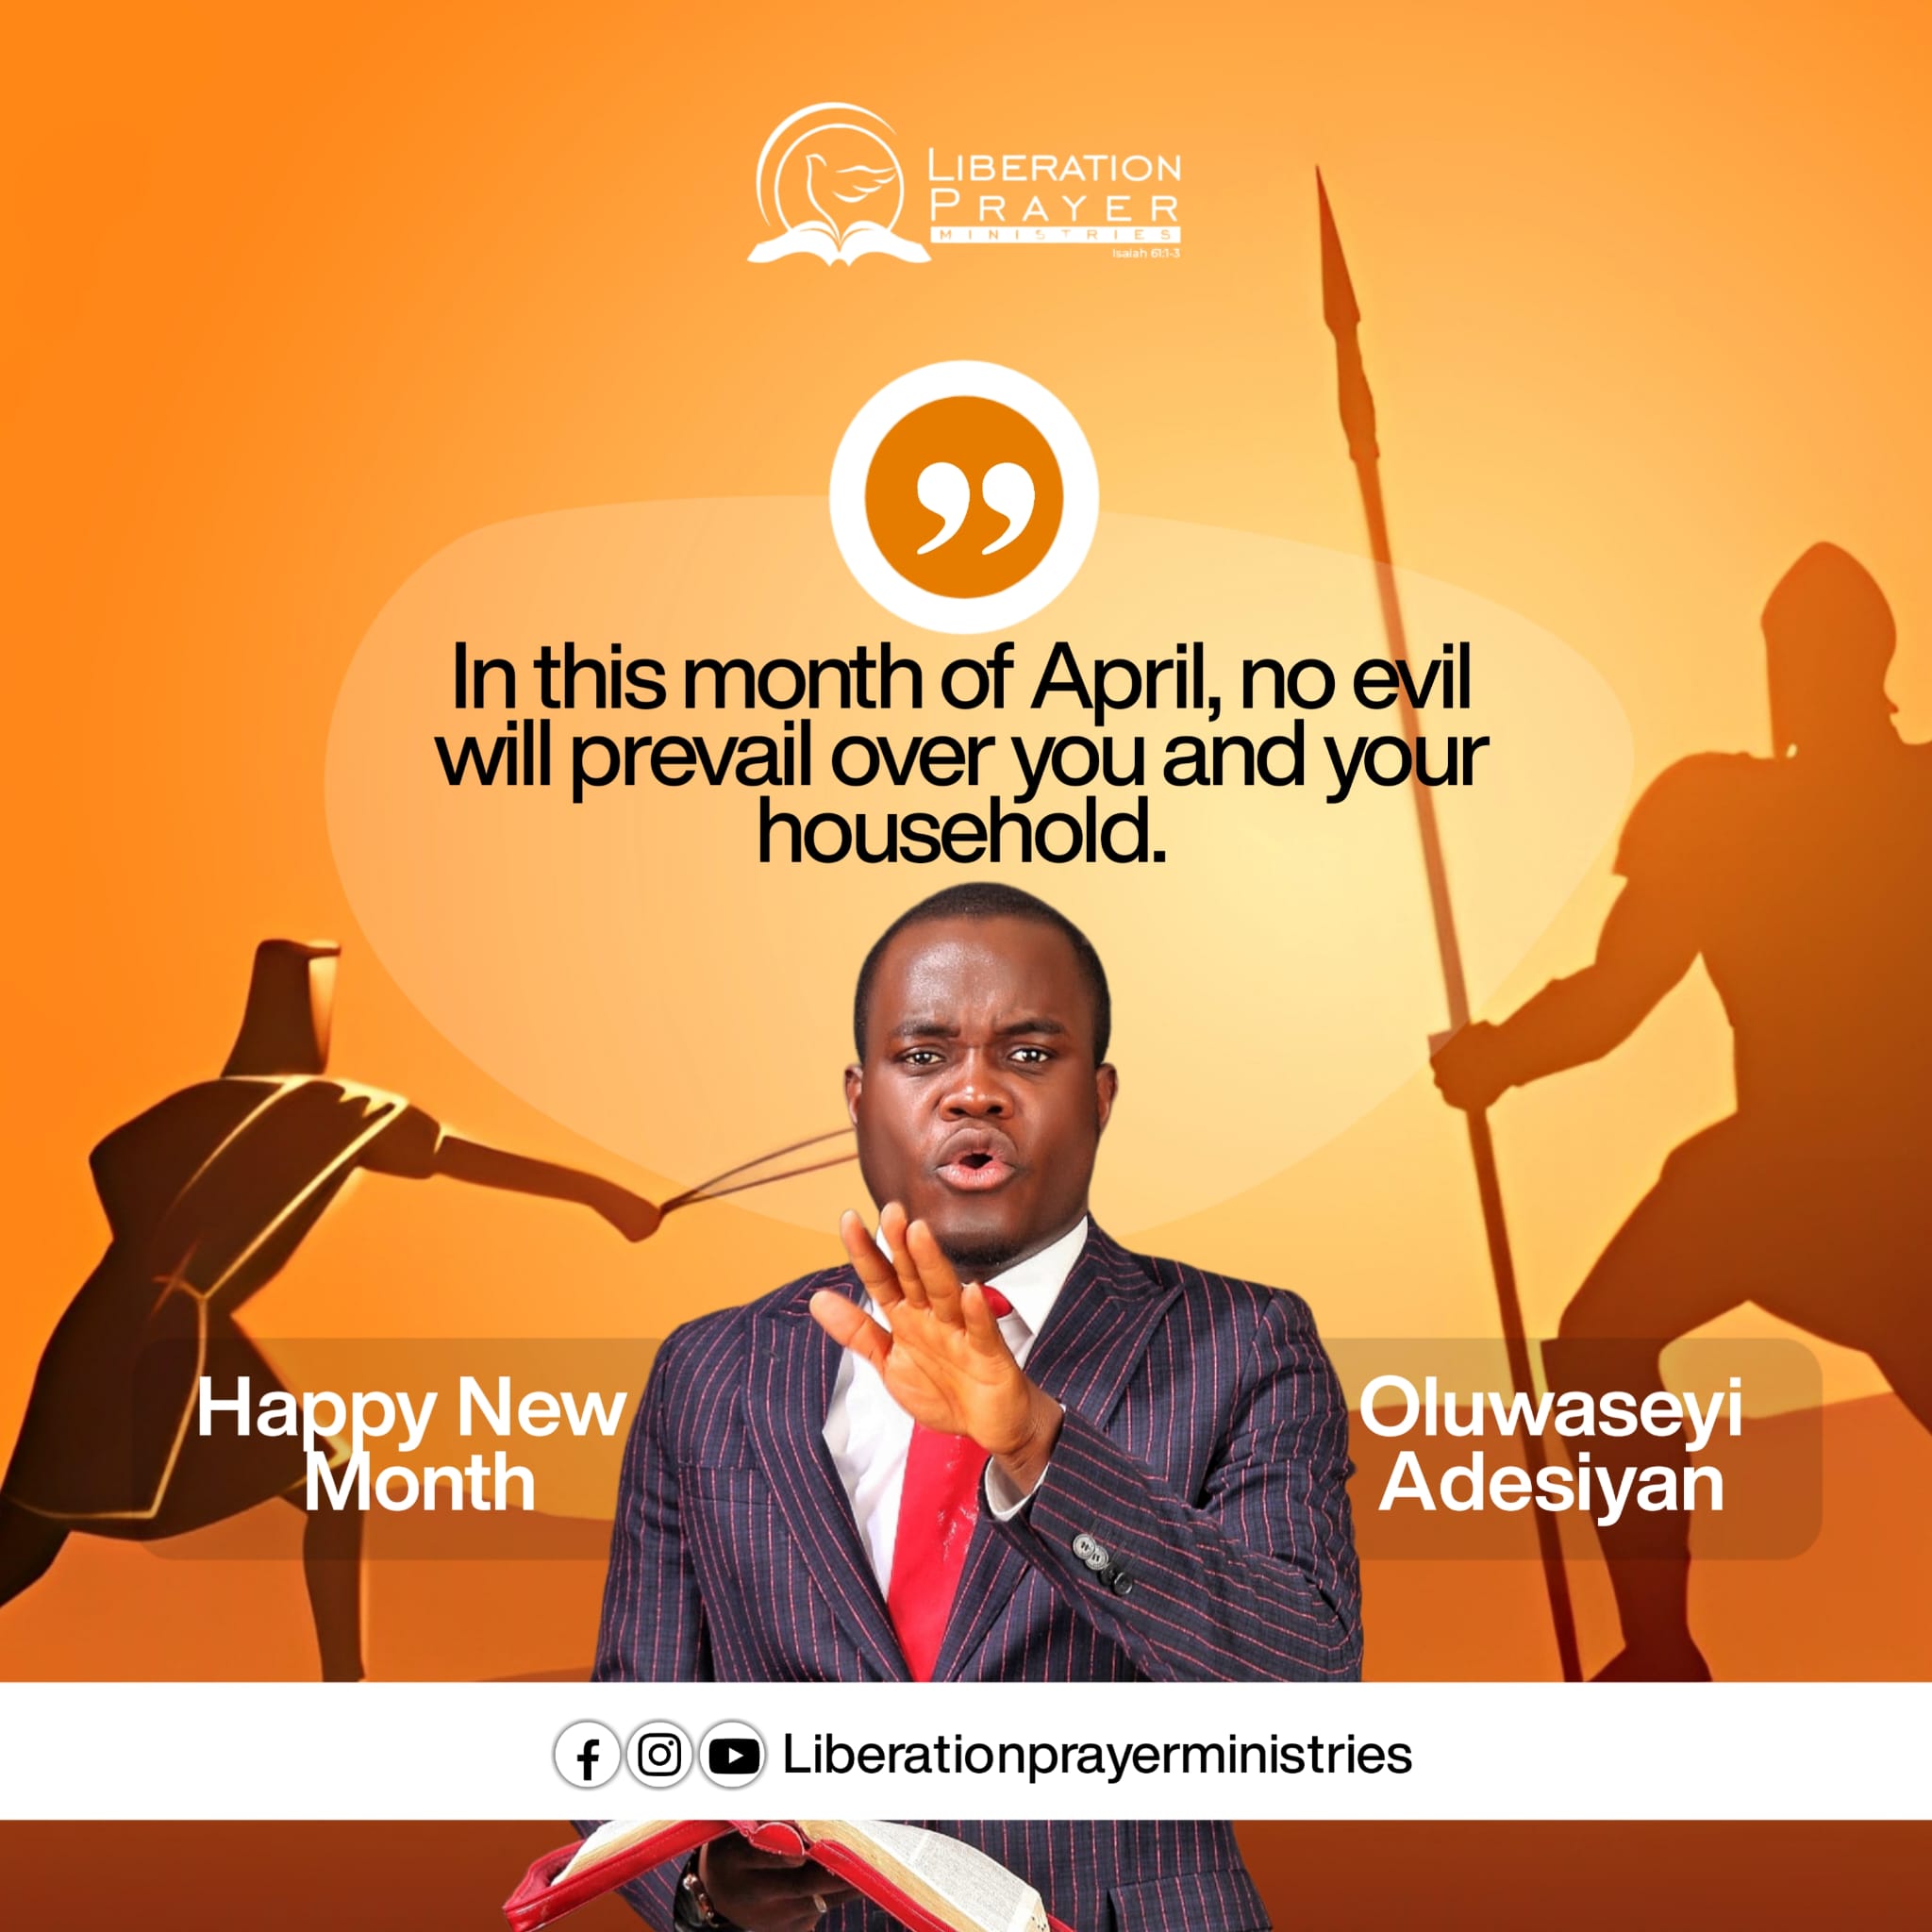 LIBERATION
PRAYER
MINISTRIES
Isaiah 61:1-3
”
In this month of April, no evil
will prevail over you and your
household.
Happy New
Month
Oluwaseyi
Adesiyan
Liberationprayerministries